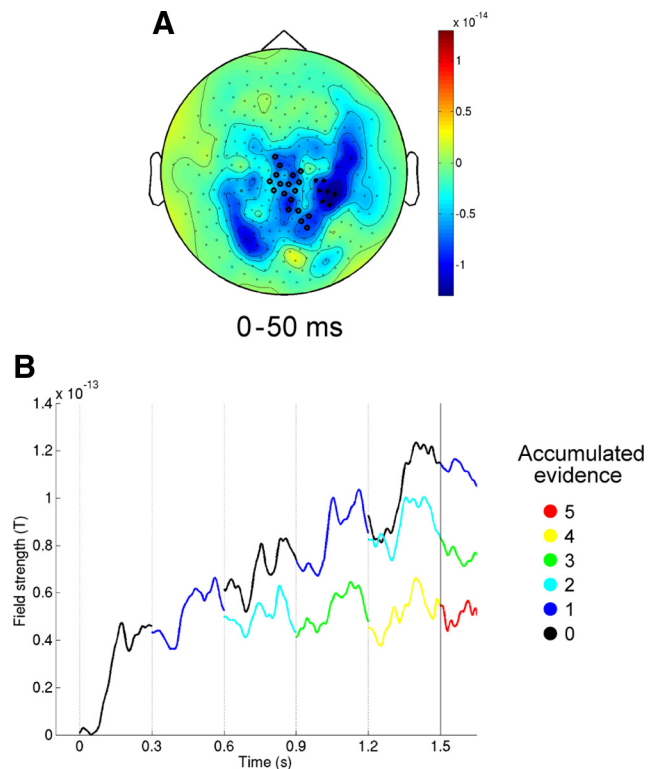 A
x 10⁻¹⁴
1
0.5
0
-0.5
-1
0-50 ms
B
x 10⁻¹³
1.4
1.2
1
0.8
0.6
0.4
0.2
0
Field strength (T)
0 0.3 0.6 0.9 1.2 1.5
Time (s)
Accumulated
evidence
5
4
3
2
1
0